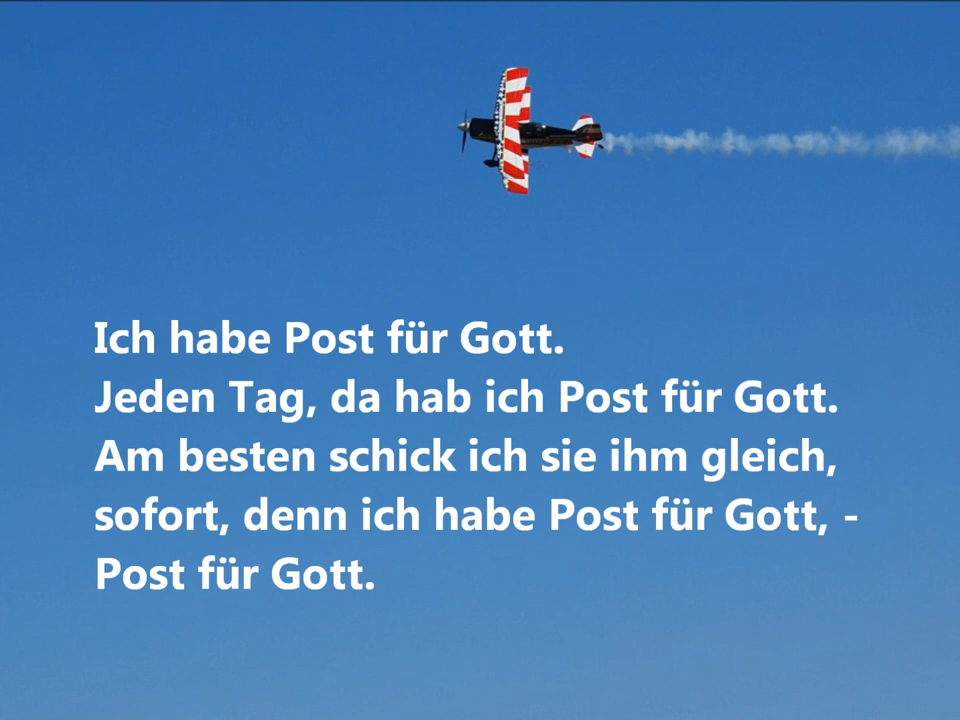 Ich habe Post für Gott.
Jeden Tag, da hab ich Post für Gott.
Am besten schick ich sie ihm gleich,
sofort, denn ich habe Post für Gott, -
Post für Gott.